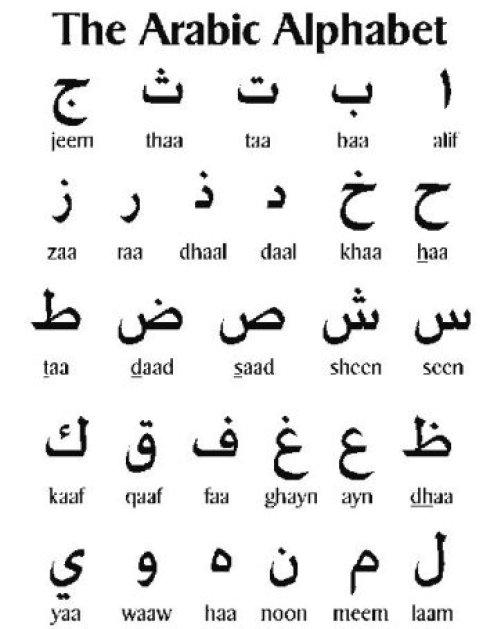 The Arabic Alphabet
ا ب ت ث ج
jeem thaa taa baa alif
ح خ د ذ ر ز
zaa raa dhaal daal khaa haa
س ش ص ض ط
taa daad saad sheen seen
ظ ع غ ف ق ك
kaaf qaaf faa ghayn ayn dhaa
ل م ن ه و ي
yaa waaw haa noon meem laam